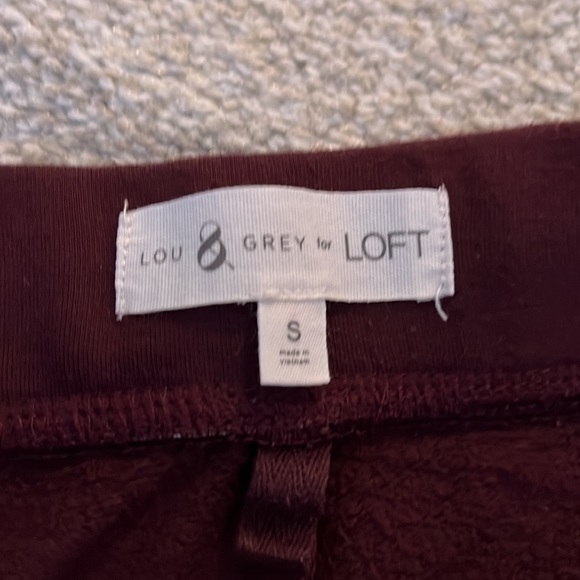 LOU & GREY for LOFT
S
made in
vietnam